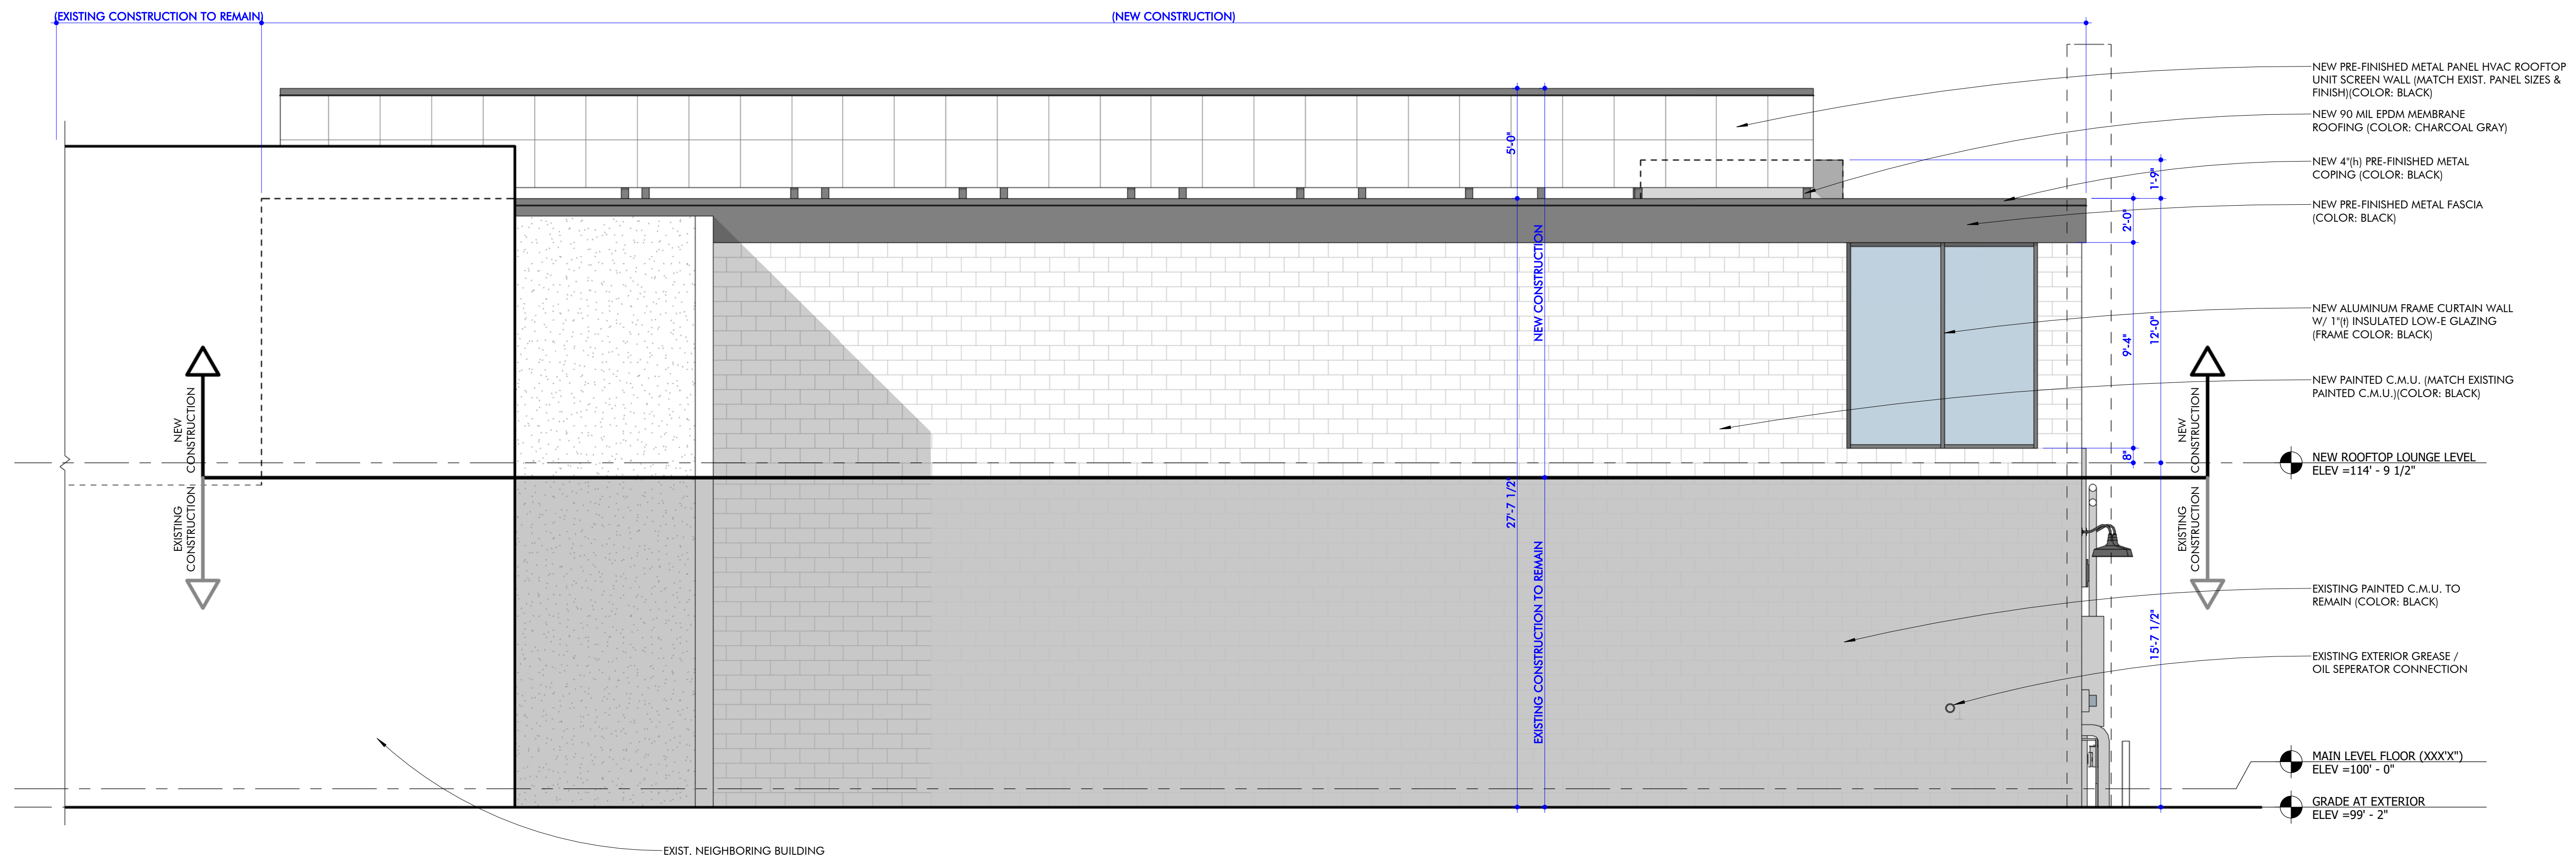 (EXISTING CONSTRUCTION TO REMAIN)
(NEW CONSTRUCTION)
NEW PRE-FINISHED METAL PANEL HVAC ROOFTOP
UNIT SCREEN WALL (MATCH EXIST. PANEL SIZES &
FINISH)(COLOR: BLACK)
NEW 90 MIL EPDM MEMBRANE
ROOFING (COLOR: CHARCOAL GRAY)
NEW 4"(h) PRE-FINISHED METAL
COPING (COLOR: BLACK)
NEW PRE-FINISHED METAL FASCIA
(COLOR: BLACK)
NEW ALUMINUM FRAME CURTAIN WALL
W/ 1"(t) INSULATED LOW-E GLAZING
(FRAME COLOR: BLACK)
NEW PAINTED C.M.U. (MATCH EXISTING
PAINTED C.M.U.)(COLOR: BLACK)
NEW ROOFTOP LOUNGE LEVEL
ELEV =114' - 9 1/2"
EXISTING PAINTED C.M.U. TO
REMAIN (COLOR: BLACK)
EXISTING EXTERIOR GREASE /
OIL SEPERATOR CONNECTION
MAIN LEVEL FLOOR (XXX'X")
ELEV =100' - 0"
GRADE AT EXTERIOR
ELEV =99' - 2"
5'-0"
27'-7 1/2"
NEW CONSTRUCTION
EXISTING CONSTRUCTION TO REMAIN
1'-9"
2'-0"
9'-4"
12'-0"
8"
15'-7 1/2"
NEW
CONSTRUCTION
EXISTING
CONSTRUCTION
NEW
CONSTRUCTION
EXISTING
CONSTRUCTION
EXIST. NEIGHBORING BUILDING